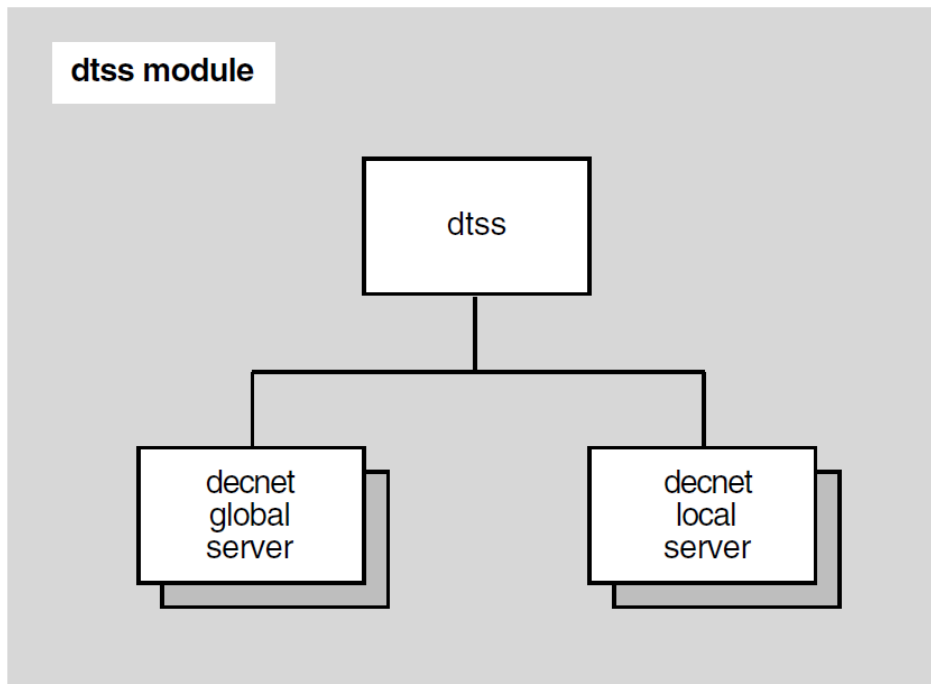 dtss module
dtss
decnet
global
server
decnet
local
server